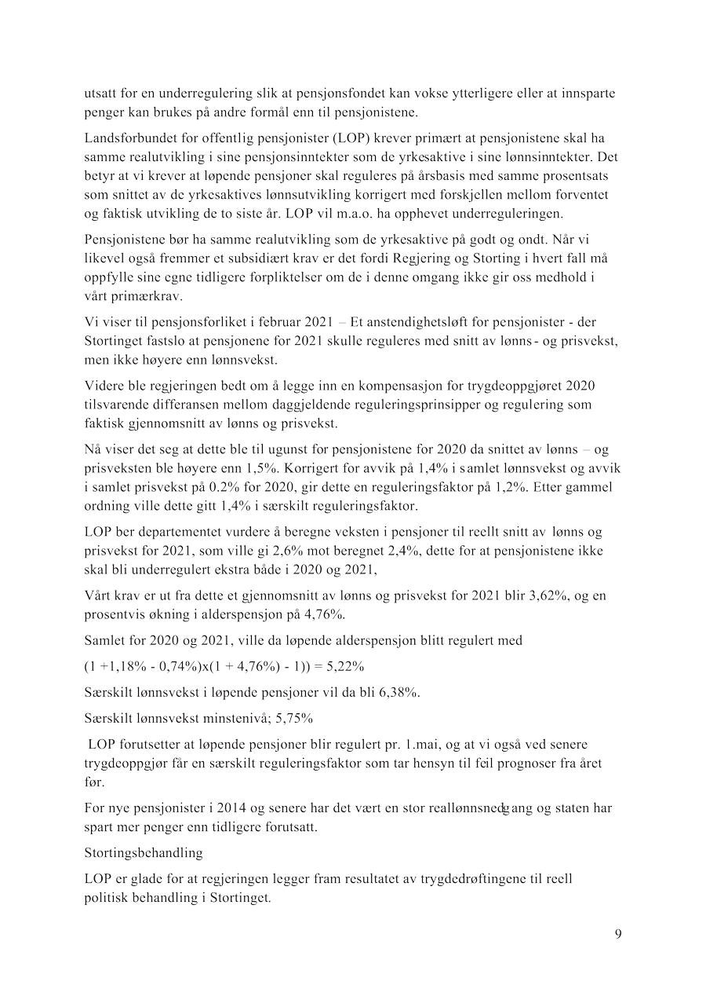 utsatt for en underregulering slik at pensjonsfondet kan vokse ytterligere eller at innsparte
penger kan brukes på andre formål enn til pensjonistene.
Landsforbundet for offentlig pensjonister (LOP) krever primært at pensjonistene skal ha
samme realutvikling i sine pensjonsinntekter som de yrkesaktive i sine lønnsinntekter. Det
betyr at vi krever at løpende pensjoner skal reguleres på årsbasis med samme prosentsats
som snittet av de yrkesaktives lønnsutvikling korrigert med forskjellen mellom forventet
og faktisk utvikling de to siste år. LOP vil m.a.o. ha opphevet underreguleringen.
Pensjonistene bør ha samme realutvikling som de yrkesaktive på godt og ondt. Når vi
likevel også fremmer et subsidiært krav er det fordi Regjering og Storting i hvert fall må
oppfylle sine egne tidligere forpliktelser om de i denne omgang ikke gir oss medhold i
vårt primærkrav.
Vi viser til pensjonsforliket i februar 2021 – Et anstendighetsløft for pensjonister - der
Stortinget fastslo at pensjonene for 2021 skulle reguleres med snitt av lønns- og prisvekst,
men ikke høyere enn lønnsvekst.
Videre ble regjeringen bedt om å legge inn en kompensasjon for trygdeoppgjøret 2020
tilsvarende differansen mellom daggjeldende reguleringsprinsipper og regulering som
faktisk gjennomsnitt av lønns og prisvekst.
Nå viser det seg at dette ble til ugunst for pensjonistene for 2020 da snittet av lønns – og
prisveksten ble høyere enn 1,5%. Korrigert for avvik på 1,4% i samlet lønnsvekst og avvik
i samlet prisvekst på 0.2% for 2020, gir dette en reguleringsfaktor på 1,2%. Etter gammel
ordning ville dette gitt 1,4% i særskilt reguleringsfaktor.
LOP ber departementet vurdere å beregne veksten i pensjoner til reellt snitt av lønns og
prisvekst for 2021, som ville gi 2,6% mot beregnet 2,4%, dette for at pensjonistene ikke
skal bli underregulert ekstra både i 2020 og 2021,
Vårt krav er ut fra dette et gjennomsnitt av lønns og prisvekst for 2021 blir 3,62%, og en
prosentvis økning i alderspensjon på 4,76%.
Samlet for 2020 og 2021, ville da løpende alderspensjon blitt regulert med
(1 +1,18% - 0,74%)x(1 + 4,76%) - 1)) = 5,22%
Særskilt lønnsvekst i løpende pensjoner vil da bli 6,38%.
Særskilt lønnsvekst minstenivå; 5,75%
LOP forutsetter at løpende pensjoner blir regulert pr. 1.mai, og at vi også ved senere
trygdeoppgjør får en særskilt reguleringsfaktor som tar hensyn til feil prognoser fra året
før.
For nye pensjonister i 2014 og senere har det vært en stor reallønnsnedgang og staten har
spart mer penger enn tidligere forutsatt.
Stortingsbehandling
LOP er glade for at regjeringen legger fram resultatet av trygdedrøftingene til reell
politisk behandling i Stortinget.
9